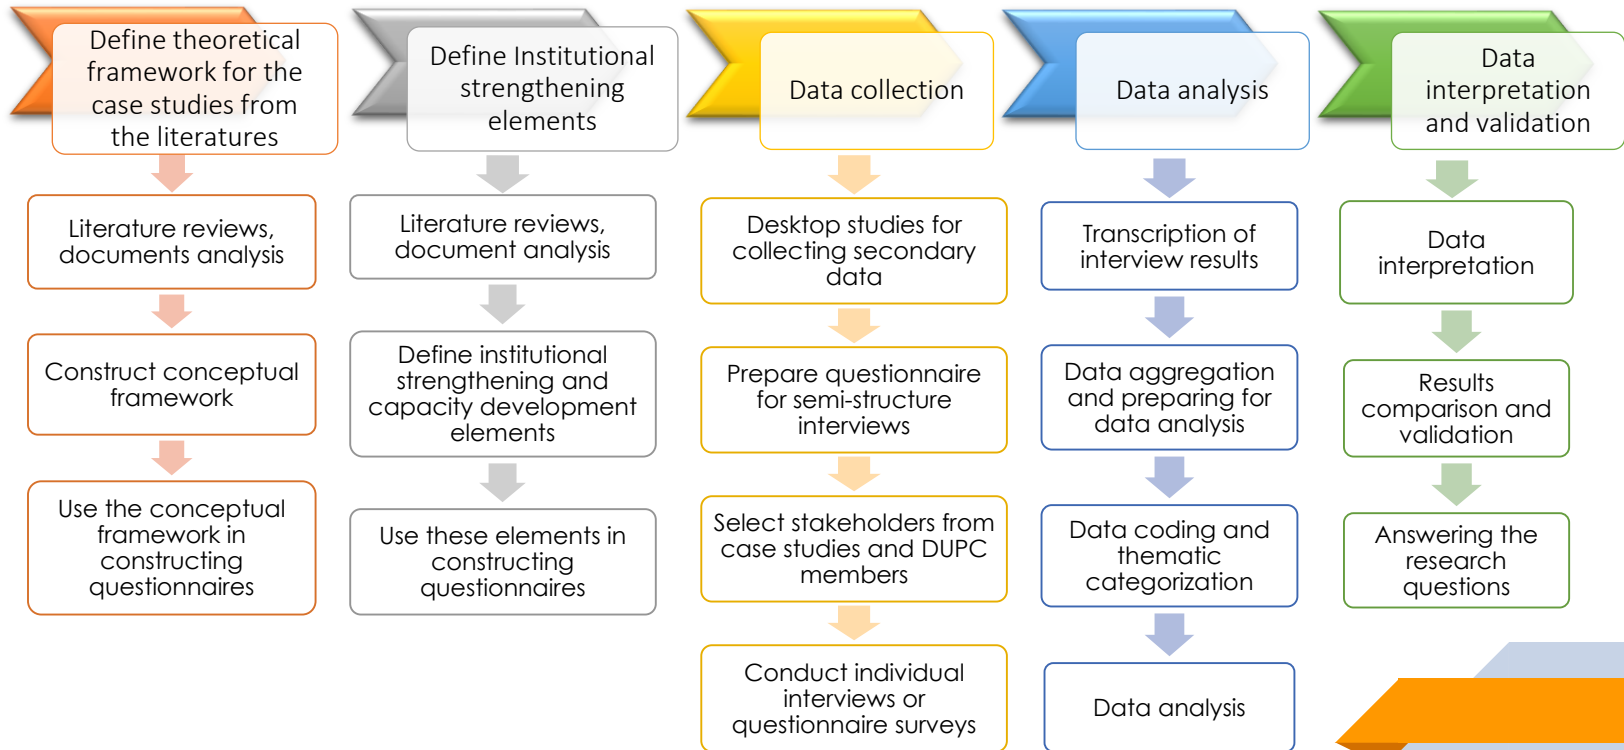 Define theoretical
framework for the
case studies from
the literatures
Literature reviews,
documents analysis
Construct conceptual
framework
Use the conceptual
framework in
constructing
questionnaires
Define Institutional
strengthening
elements
Literature reviews,
document analysis
Define institutional
strengthening and
capacity development
elements
Use these elements in
constructing
questionnaires
Data collection
Desktop studies for
collecting secondary
data
Prepare questionnaire
for semi-structure
interviews
Select stakeholders from
case studies and DUPC
members
Conduct individual
interviews or
questionnaire surveys
Data analysis
Transcription of
interview results
Data aggregation
and preparing for
data analysis
Data coding and
thematic
categorization
Data analysis
Data
interpretation
and validation
Data
interpretation
Results
comparison and
validation
Answering the
research
questions